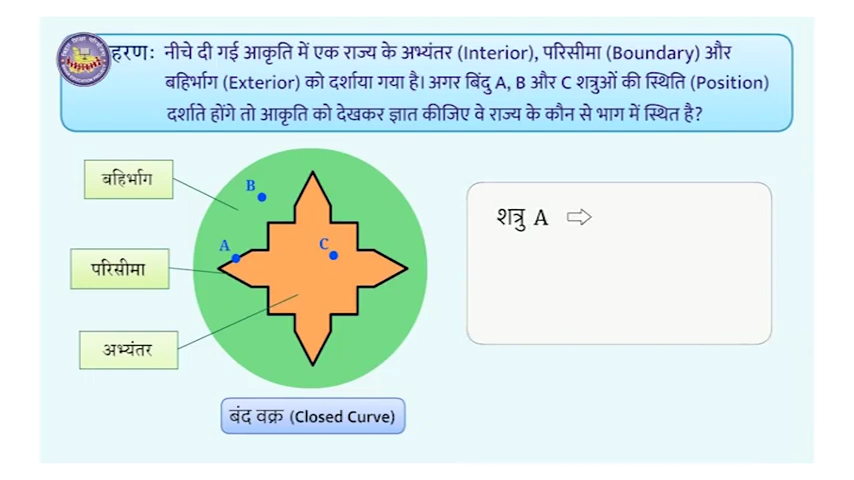 हरण: नीचे दी गई आकृति में एक राज्य के अभ्यंतर (Interior), परिसीमा (Boundary) और
बहिर्भाग (Exterior) को दर्शाया गया है। अगर बिंदु A, B और C शत्रुओं की स्थिति (Position)
दर्शाते होंगे तो आकृति को देखकर ज्ञात कीजिए वे राज्य के कौन से भाग में स्थित है?
बहिर्भाग
B
शत्रु A ⇨
A
C
परिसीमा
अभ्यंतर
बंद वक्र (Closed Curve)